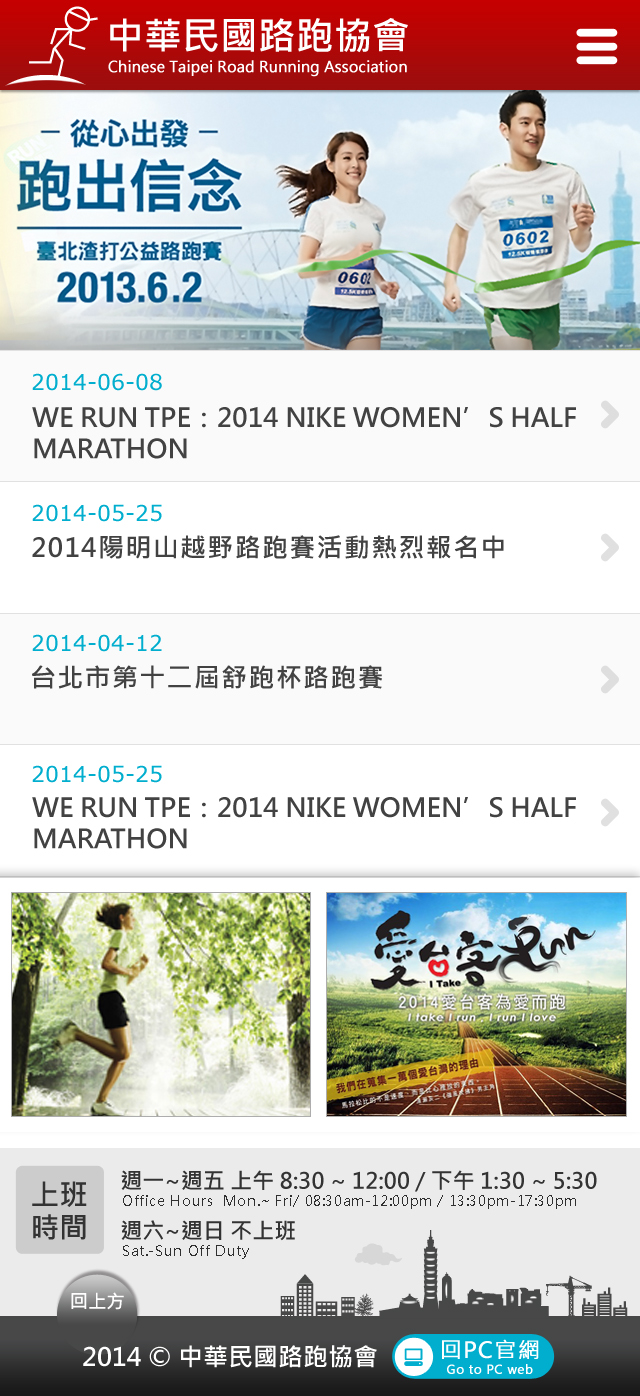 中華民國路跑協會
Chinese Taipei Road Running Association
－從心出發－
跑出信念
臺北渣打公益路跑賽
2013.6.2
0602
0602
2014-06-08
WE RUN TPE：2014 NIKE WOMEN’S HALF
MARATHON
2014-05-25
2014陽明山越野路跑賽活動熱烈報名中
2014-04-12
台北市第十二屆舒跑杯路跑賽
2014-05-25
WE RUN TPE：2014 NIKE WOMEN’S HALF
MARATHON
愛台客Run
I Take
2014愛台客為愛而跑
I take I run , I run I love
我們在蒐集一萬個愛台灣的理由
上班
時間
週一~週五 上午 8:30 ~ 12:00 / 下午 1:30 ~ 5:30
Office Hours Mon.~ Fri/ 08:30am-12:00pm / 13:30pm-17:30pm
週六~週日 不上班
Sat.-Sun Off Duty
回上方
2014 © 中華民國路跑協會
回PC官網
Go to PC web